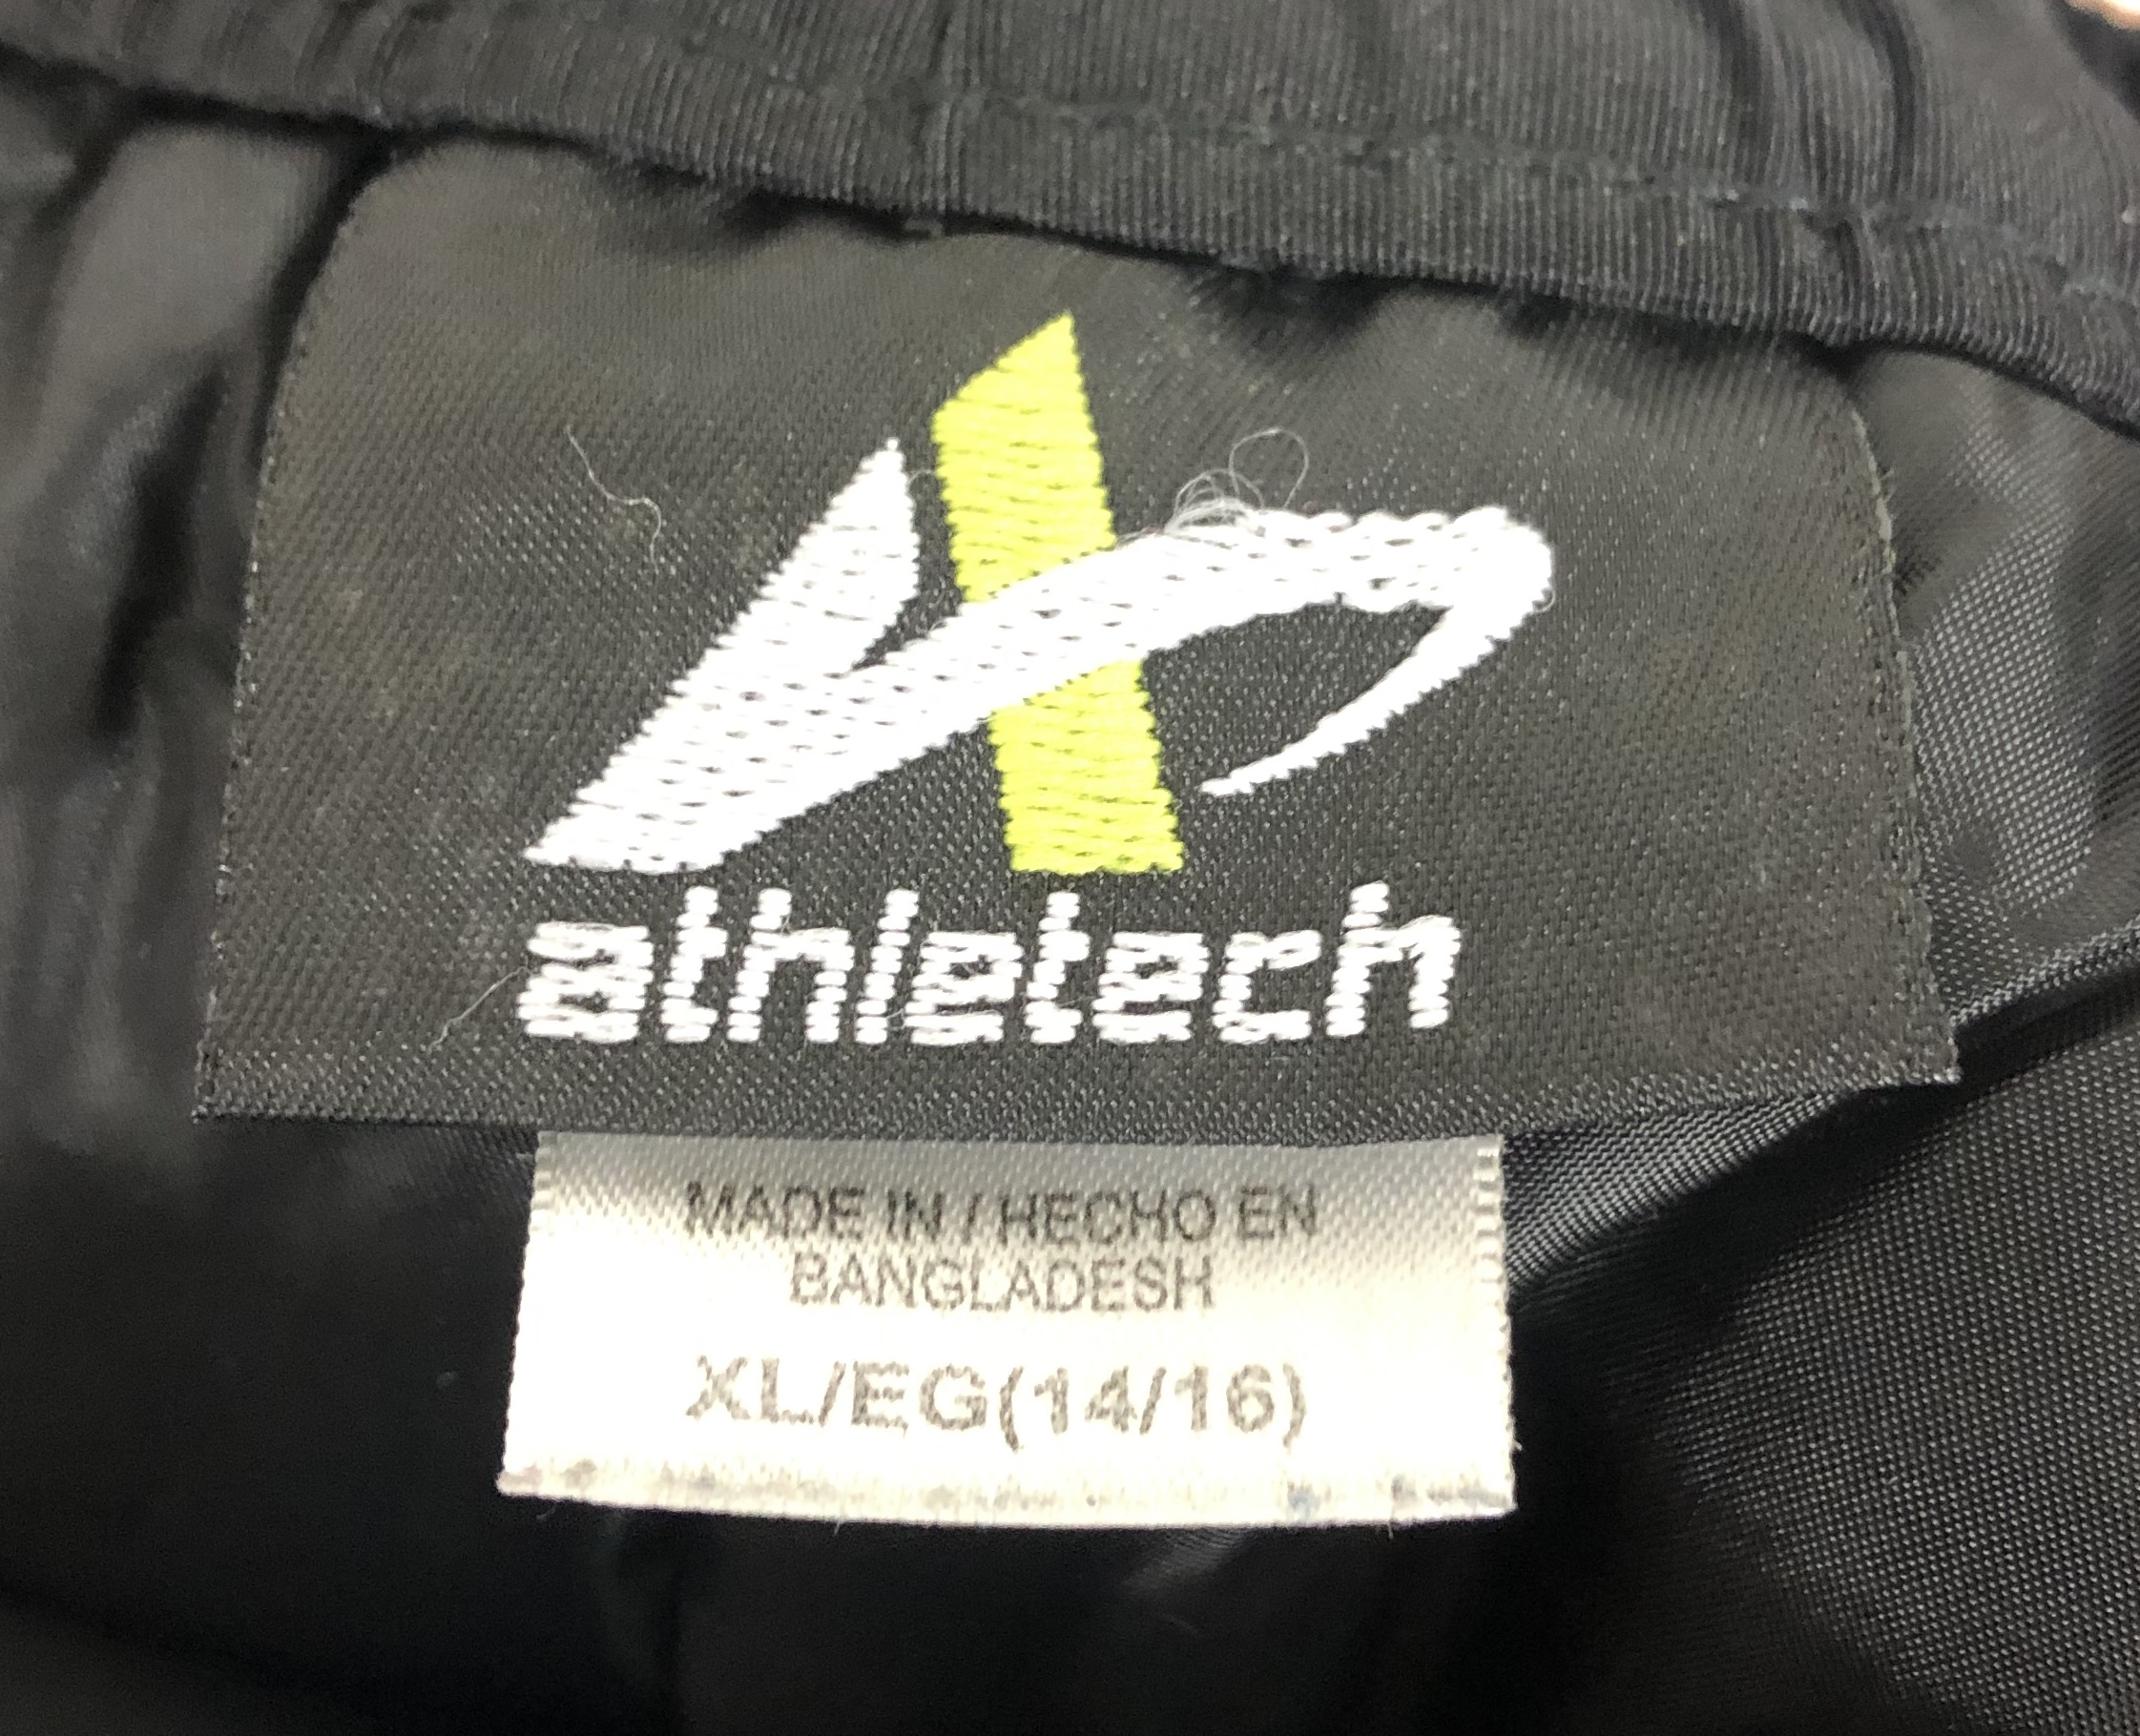 athletech
MADE IN / HECHO EN
BANGLADESH
XL/EG(14/16)